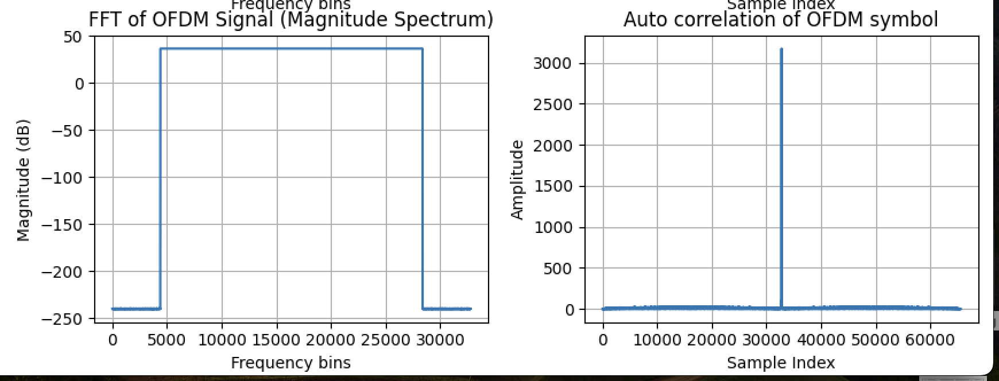 Frequency bins
Sample Index
FFT of OFDM Signal (Magnitude Spectrum)
50
0
−50
−100
−150
−200
−250
Magnitude (dB)
0 5000 10000 15000 20000 25000 30000
Frequency bins
Auto correlation of OFDM symbol
3000
2500
2000
1500
1000
500
0
Amplitude
0 10000 20000 30000 40000 50000 60000
Sample Index